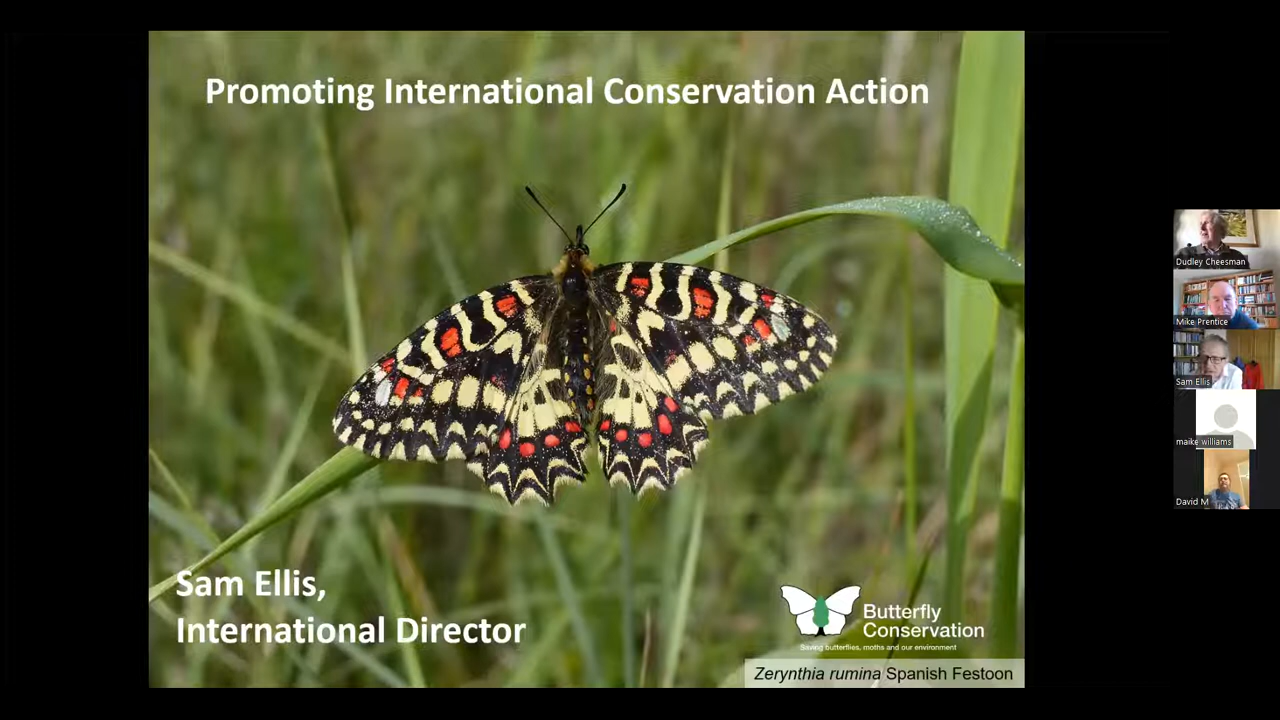 Promoting International Conservation Action
Sam Ellis,
International Director
Butterfly
Conservation
Saving butterflies, moths and our environment
Zerynthia rumina Spanish Festoon
Dudley Cheesman
Mike Prentice
Sam Ellis
maike williams
David M